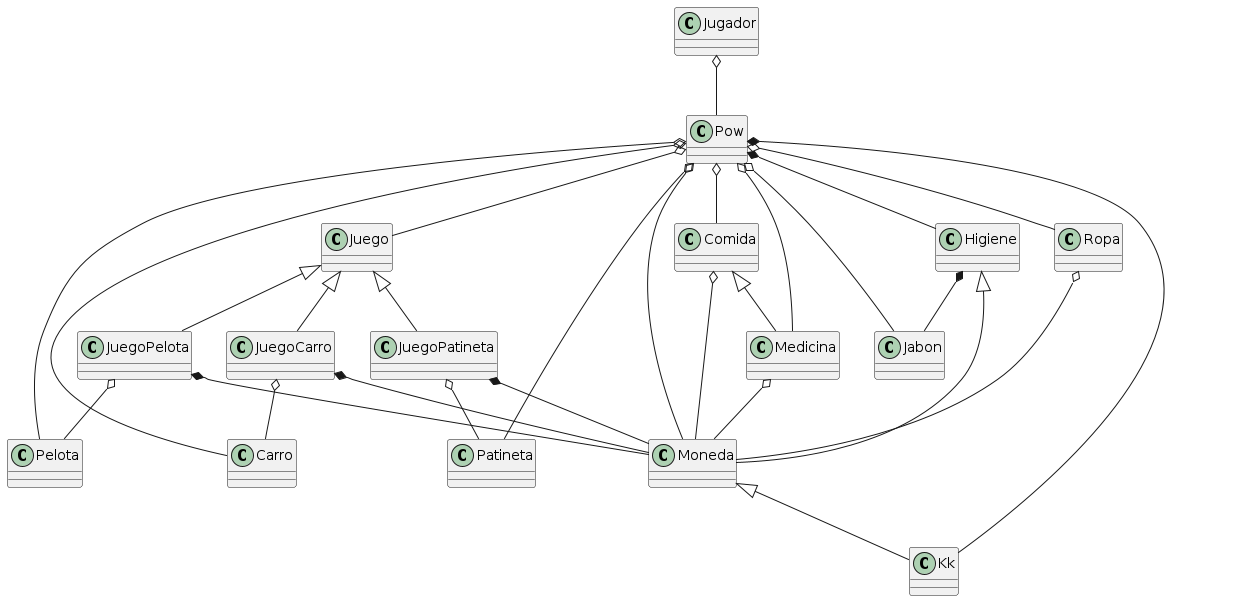 C Jugador
C Pow
C Juego
C Comida
C Higiene
C Ropa
C JuegoPelota
C JuegoCarro
C JuegoPatineta
C Medicina
C Jabon
C Pelota
C Carro
C Patineta
C Moneda
C Kk